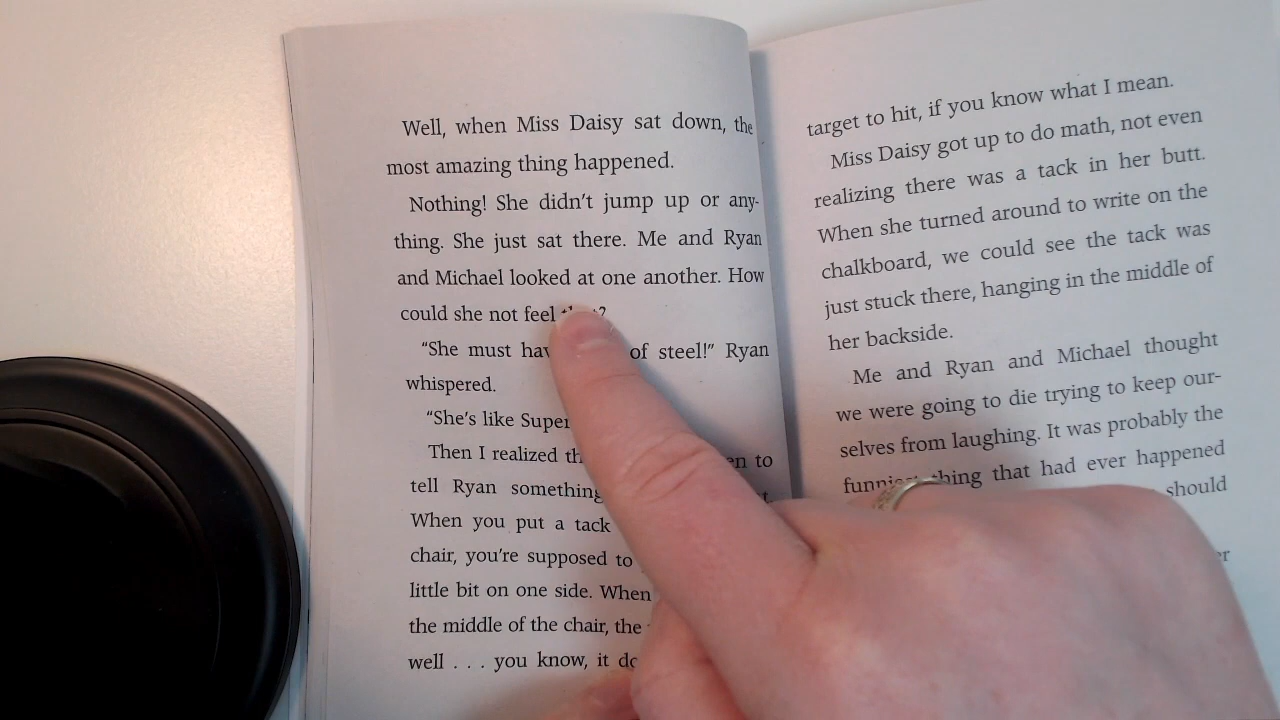 Well, when Miss Daisy sat down, the
most amazing thing happened.
Nothing! She didn't jump up or any-
thing. She just sat there. Me and Ryan
and Michael looked at one another. How
could she not feel
"She must of steel!" Ryan
whispered.
"She's like
Then I realized to
tell Ryan something
When you put a tack
chair, you're supposed to
little bit on one side. When
the middle of the chair, the
well . . . you know, it
target to hit, if you know what I mean.
Miss Daisy got up to do math, not even
realizing there was a tack in her butt.
When she turned around to write on the
chalkboard, we could see the tack was
just stuck there, hanging in the middle of
her backside.
Me and Ryan and Michael thought
we were going to die trying to keep our-
selves from laughing. It was probably the
funniest thing that had ever happened
should